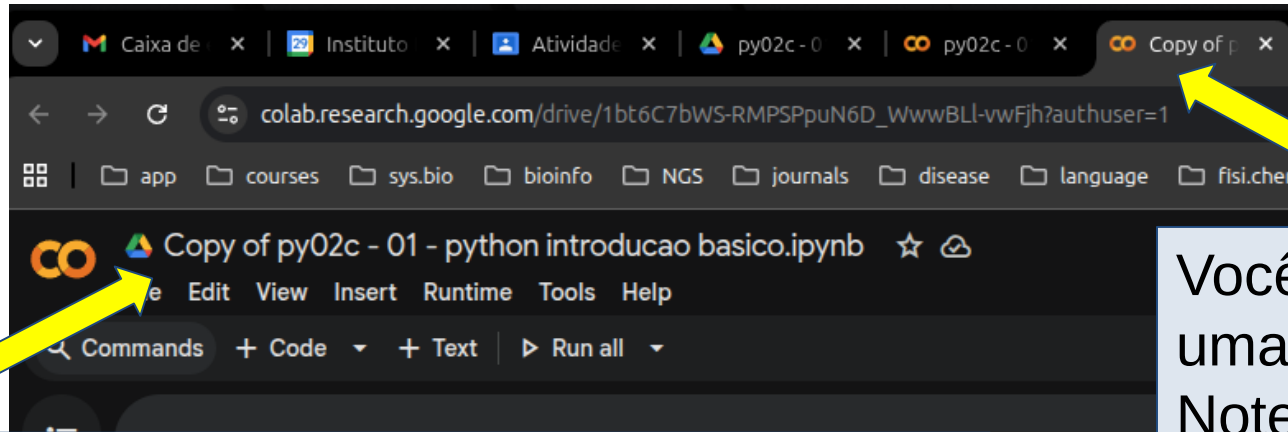 Caixa de Instituto Atividade py02c - 0 py02c - 0 Copy of p
colab.research.google.com/drive/1bt6C7bWS-RMPSPpuN6D_WwwBLl-vwFjh?authuser=1
app courses sys.bio bioinfo NGS journals disease language fisi.che
Copy of py02c - 01 - python introducao basico.ipynb
Edit View Insert Runtime Tools Help
Commands + Code + Text Run all
Você
uma
Note